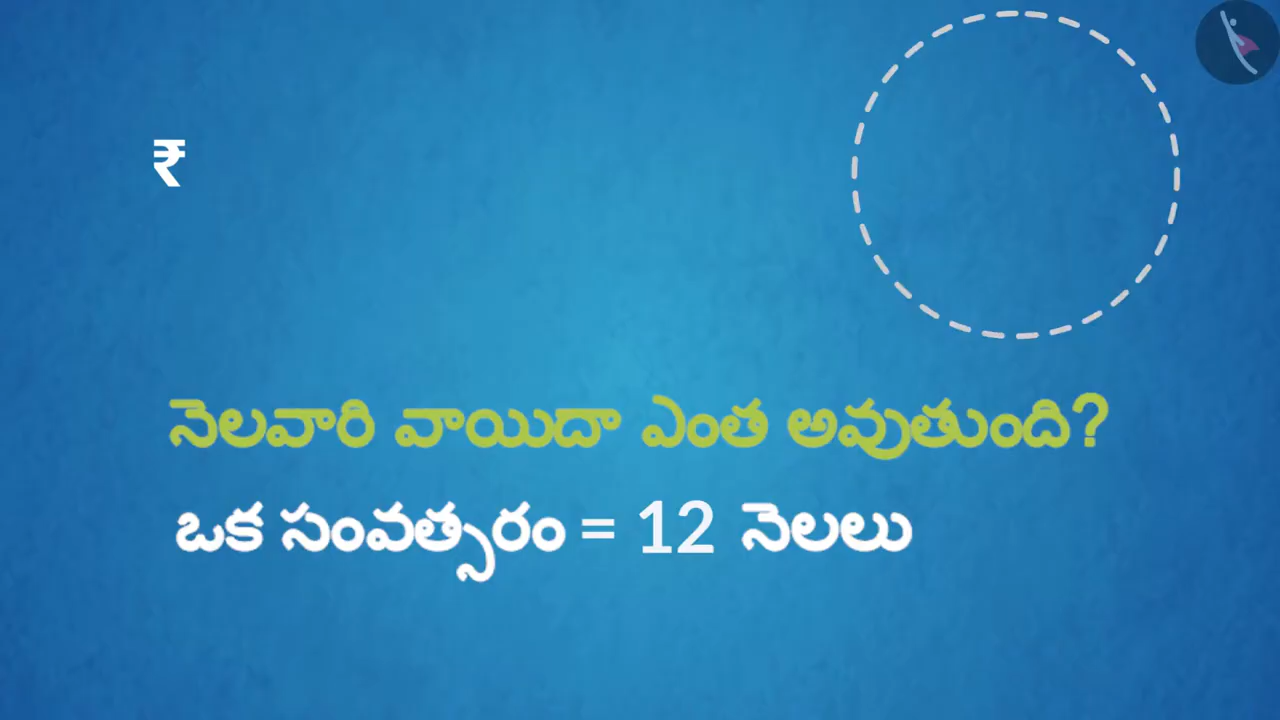 ₹
నెలవారి వాయిదా ఎంత అవుతుంది?
ఒక సంవత్సరం = 12 నెలలు